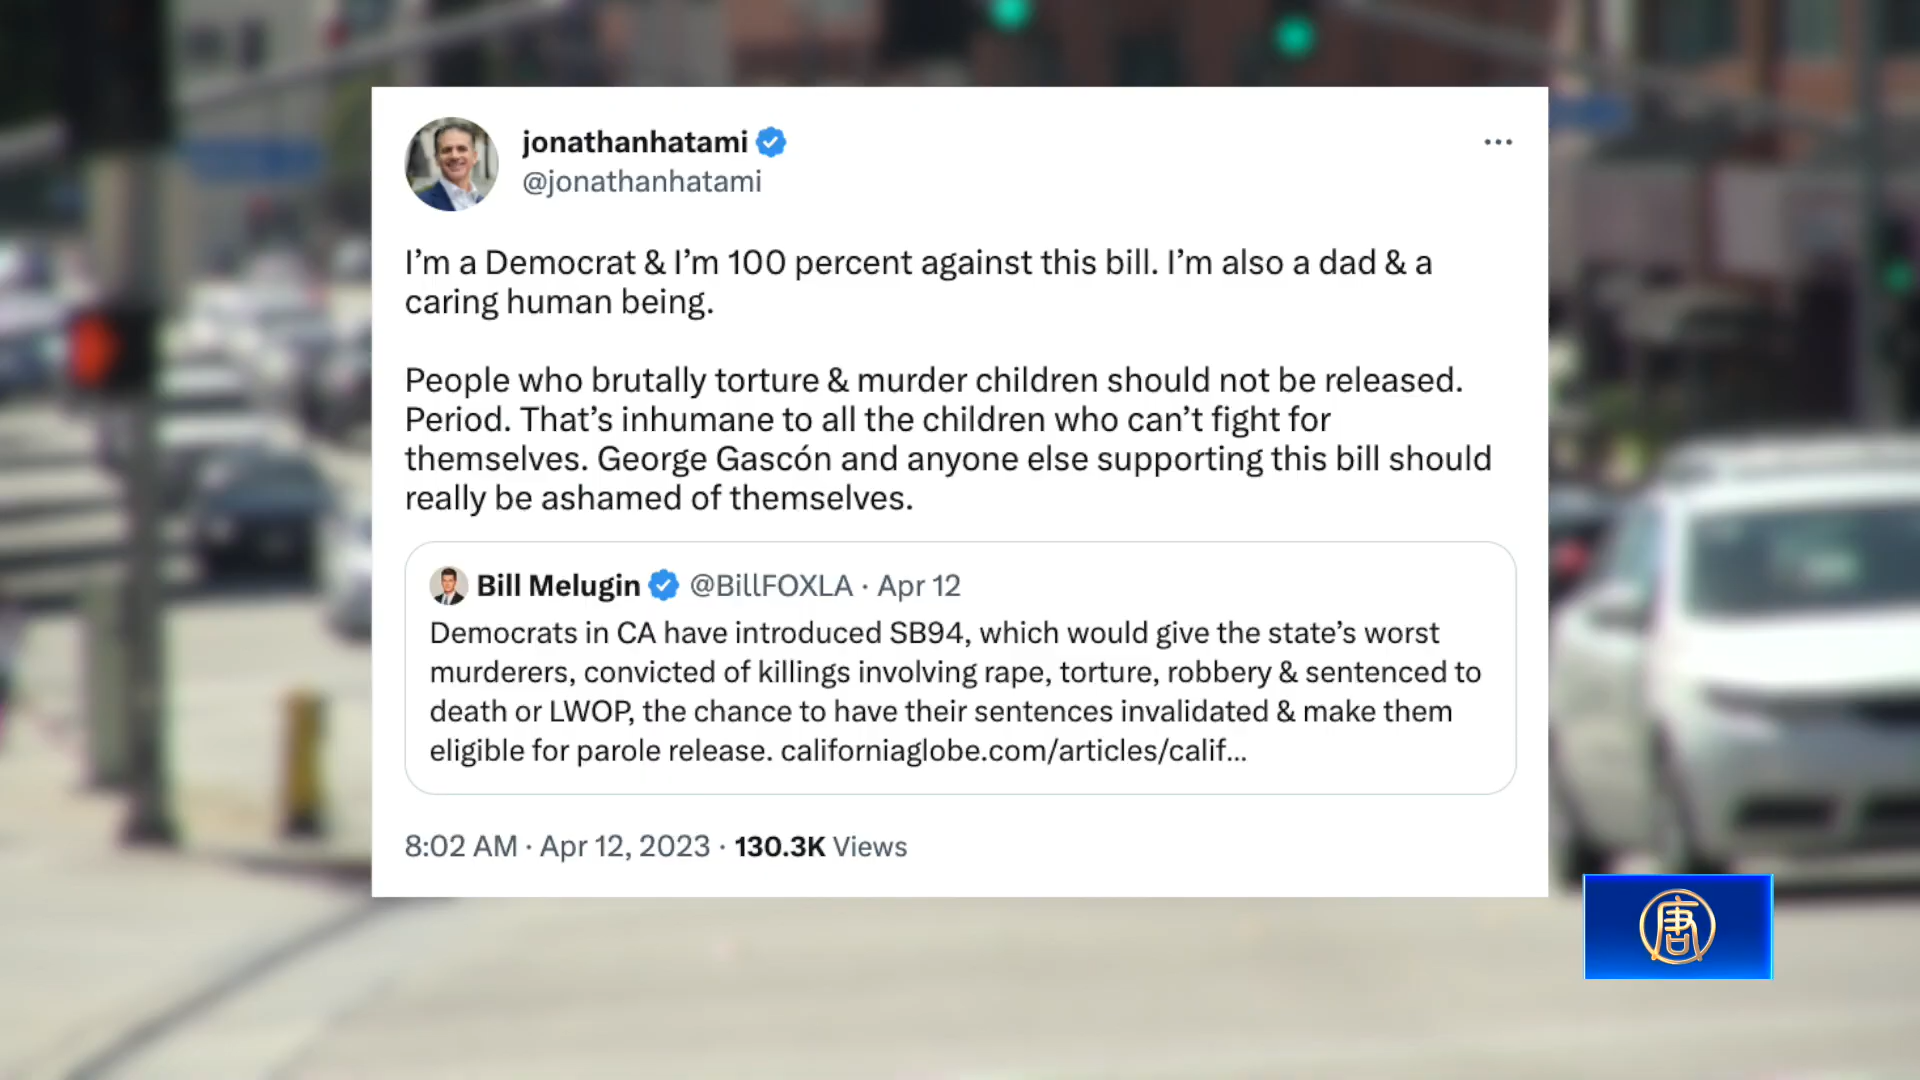 jonathanhatami
@jonathanhatami
I’m a Democrat & I’m 100 percent against this bill. I’m also a dad & a
caring human being.
People who brutally torture & murder children should not be released.
Period. That’s inhumane to all the children who can’t fight for
themselves. George Gascón and anyone else supporting this bill should
really be ashamed of themselves.
Bill Melugin @BillFOXLA · Apr 12
Democrats in CA have introduced SB94, which would give the state’s worst
murderers, convicted of killings involving rape, torture, robbery & sentenced to
death or LWOP, the chance to have their sentences invalidated & make them
eligible for parole release. californiaglobe.com/articles/calif...
8:02 AM · Apr 12, 2023 · 130.3K Views
唐